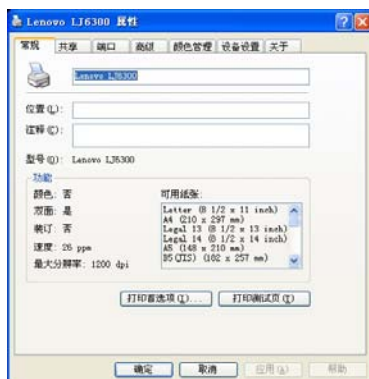 Lenovo LJ6300 属性
常规 共享 端口 高级 颜色管理 设备设置 关于
Lenovo LJ6300
位置(L):
注释(C):
型号(O): Lenovo LJ6300
功能
颜色: 否
双面: 是
装订: 否
速度: 26 ppm
最大分辨率: 1200 dpi
可用纸张:
Letter (8 1/2 x 11 inch)
A4 (210 x 297 mm)
Legal 13 (8 1/2 x 13 inch)
Legal 14 (8 1/2 x 14 inch)
A5 (148 x 210 mm)
B5(JIS) (182 x 257 mm)
打印首选项(I)... 打印测试页(T)
确定 取消 应用(A) 帮助